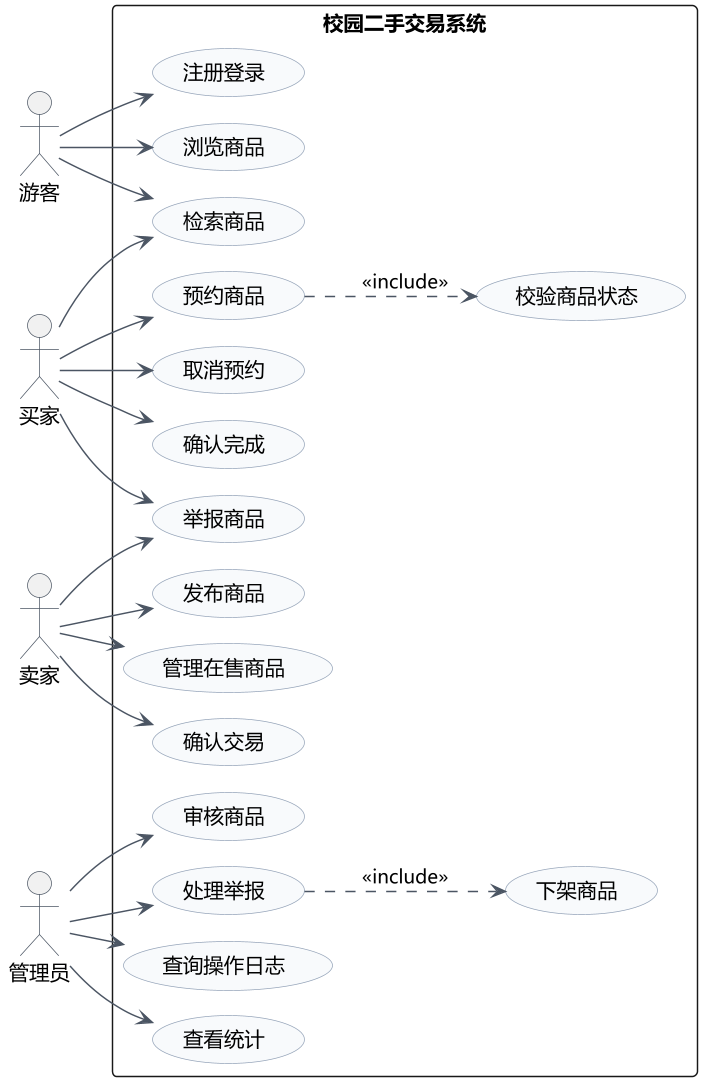 校园二手交易系统
注册登录
浏览商品
游客
检索商品
预约商品
«include»
校验商品状态
取消预约
买家
确认完成
举报商品
发布商品
管理在售商品
卖家
确认交易
审核商品
处理举报
«include»
下架商品
查询操作日志
管理员
查看统计